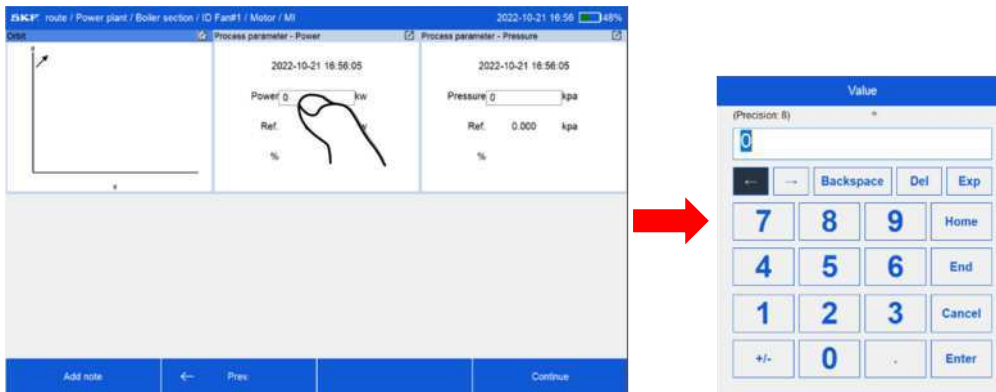 SKF route / Power plant / Boiler section / ID Fan#1 / Motor / MI 2022-10-21 16:56 48%
Orbit Process parameter - Power Process parameter - Pressure
2022-10-21 16:56:05 2022-10-21 16:56:05
Power 0 kw Pressure 0 kpa
Ref. Ref. 0.000 kpa
% %
Add note ← Prev. Continue
Value
(Precision: 8)
0
← → Backspace Del Exp
7 8 9 Home
4 5 6 End
1 2 3 Cancel
+/- 0 . Enter